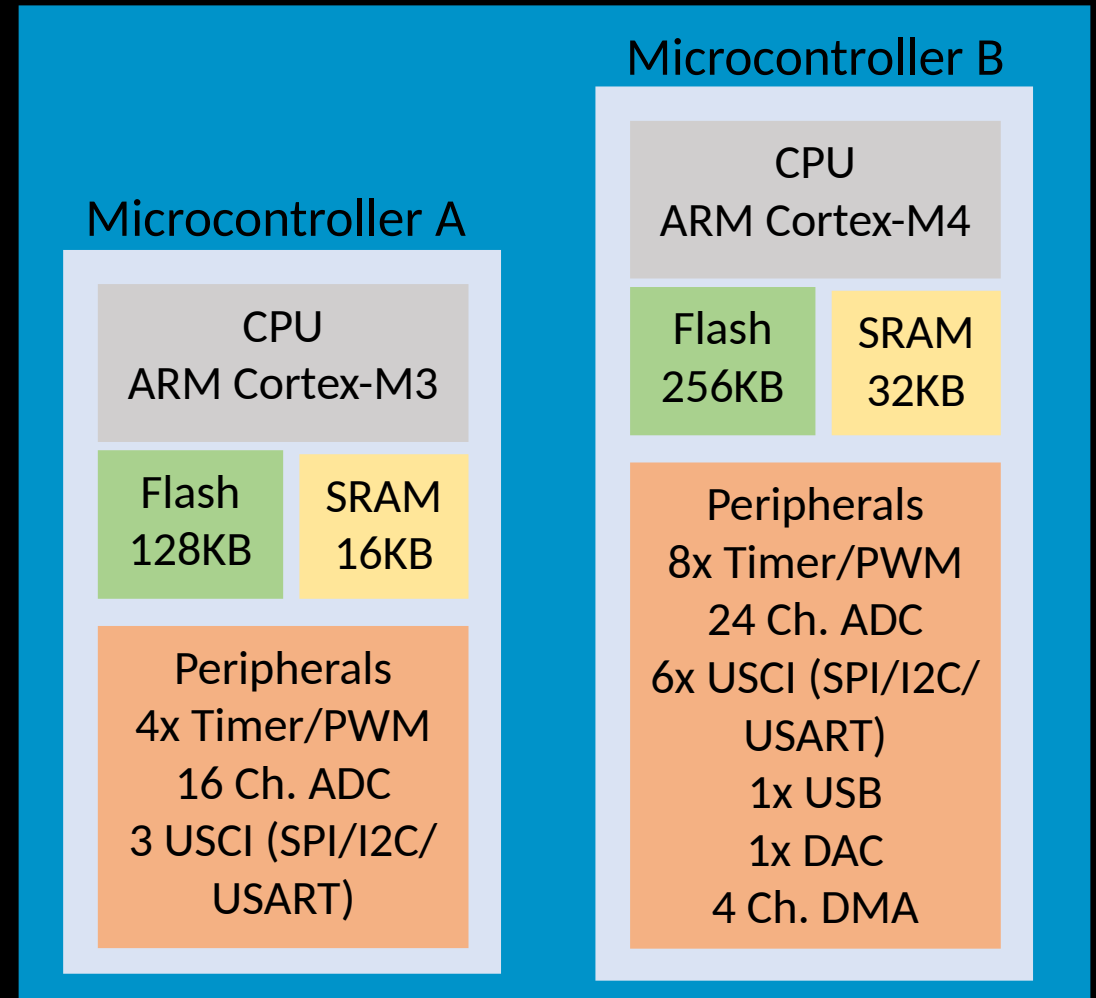 Microcontroller A
CPU
ARM Cortex-M3
Flash
128KB
SRAM
16KB
Peripherals
4x Timer/PWM
16 Ch. ADC
3 USCI (SPI/I2C/
USART)
Microcontroller B
CPU
ARM Cortex-M4
Flash
256KB
SRAM
32KB
Peripherals
8x Timer/PWM
24 Ch. ADC
6x USCI (SPI/I2C/
USART)
1x USB
1x DAC
4 Ch. DMA